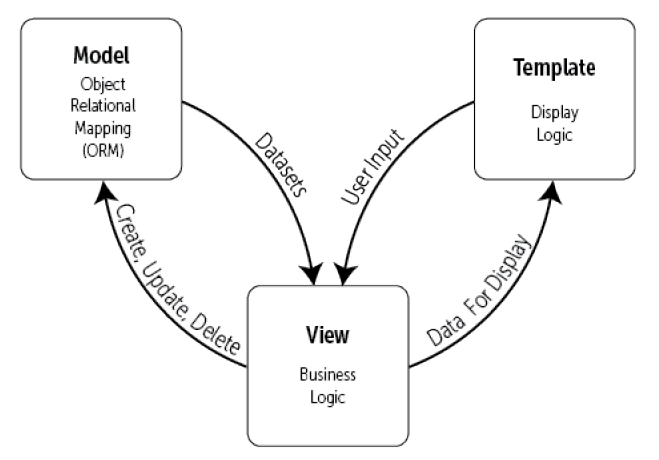 Model
Object
Relational
Mapping
(ORM)
Template
Display
Logic
Datasets
User Input
Create, Update, Delete
Data For Display
View
Business
Logic